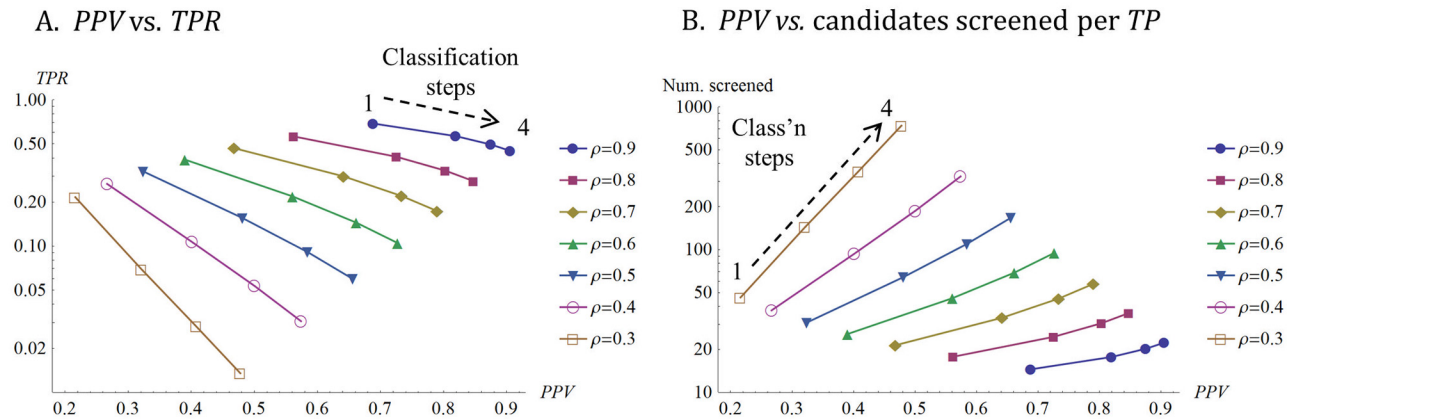 A. PPV vs. TPR
TPR
Classification
steps
1
4
1.00
0.50
0.20
0.10
0.05
0.02
0.2 0.3 0.4 0.5 0.6 0.7 0.8 0.9
PPV
ρ=0.9
ρ=0.8
ρ=0.7
ρ=0.6
ρ=0.5
ρ=0.4
ρ=0.3
B. PPV vs. candidates screened per TP
Num. screened
4
Class’n
steps
1
1000
500
200
100
50
20
10
0.2 0.3 0.4 0.5 0.6 0.7 0.8 0.9
PPV
ρ=0.9
ρ=0.8
ρ=0.7
ρ=0.6
ρ=0.5
ρ=0.4
ρ=0.3